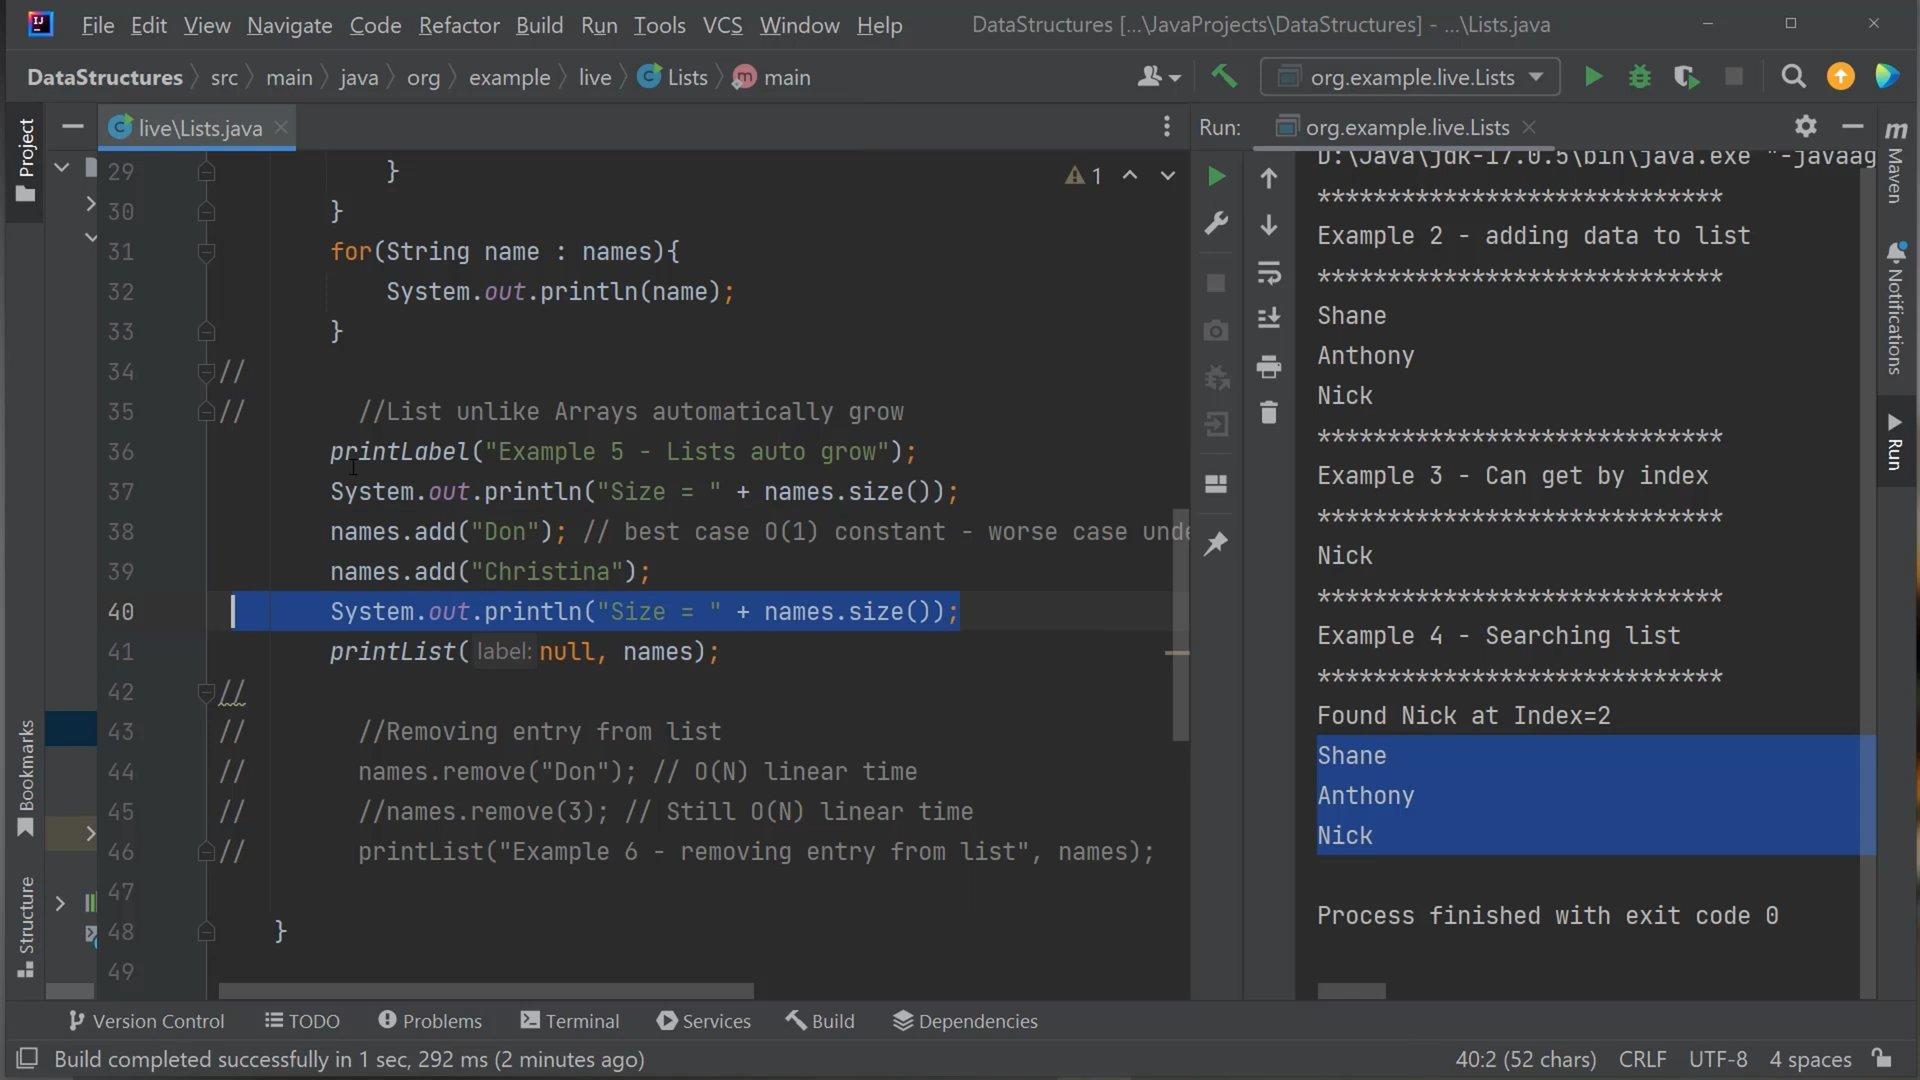 File Edit View Navigate Code Refactor Build Run Tools VCS Window Help DataStructures [...\JavaProjects\DataStructures] - ...\Lists.java
DataStructures src main java org example live Lists main org.example.live.Lists
Project
live\Lists.java
29 }
1
30 }
31 for(String name : names){
32 System.out.println(name);
33 }
34 //
35 // //List unlike Arrays automatically grow
36 printLabel("Example 5 - Lists auto grow");
37 System.out.println("Size = " + names.size());
38 names.add("Don"); // best case O(1) constant - worse case
39 names.add("Christina");
40 System.out.println("Size = " + names.size());
41 printList( label: null, names);
42 //
43 // //Removing entry from list
44 // names.remove("Don"); // O(N) linear time
45 // //names.remove(3); // Still O(N) linear time
46 // printList("Example 6 - removing entry from list", names);
47
48 }
49
Bookmarks
Structure
Run: org.example.live.Lists
D:\Java\jdk-17.0.5\bin\java.exe "-javaag
*****************************
Example 2 - adding data to list
*****************************
Shane
Anthony
Nick
*****************************
Example 3 - Can get by index
*****************************
Nick
*****************************
Example 4 - Searching list
*****************************
Found Nick at Index=2
Shane
Anthony
Nick
Process finished with exit code 0
m
Maven
Notifications
Run
Version Control TODO Problems Terminal Services Build Dependencies
Build completed successfully in 1 sec, 292 ms (2 minutes ago) 40:2 (52 chars) CRLF UTF-8 4 spaces